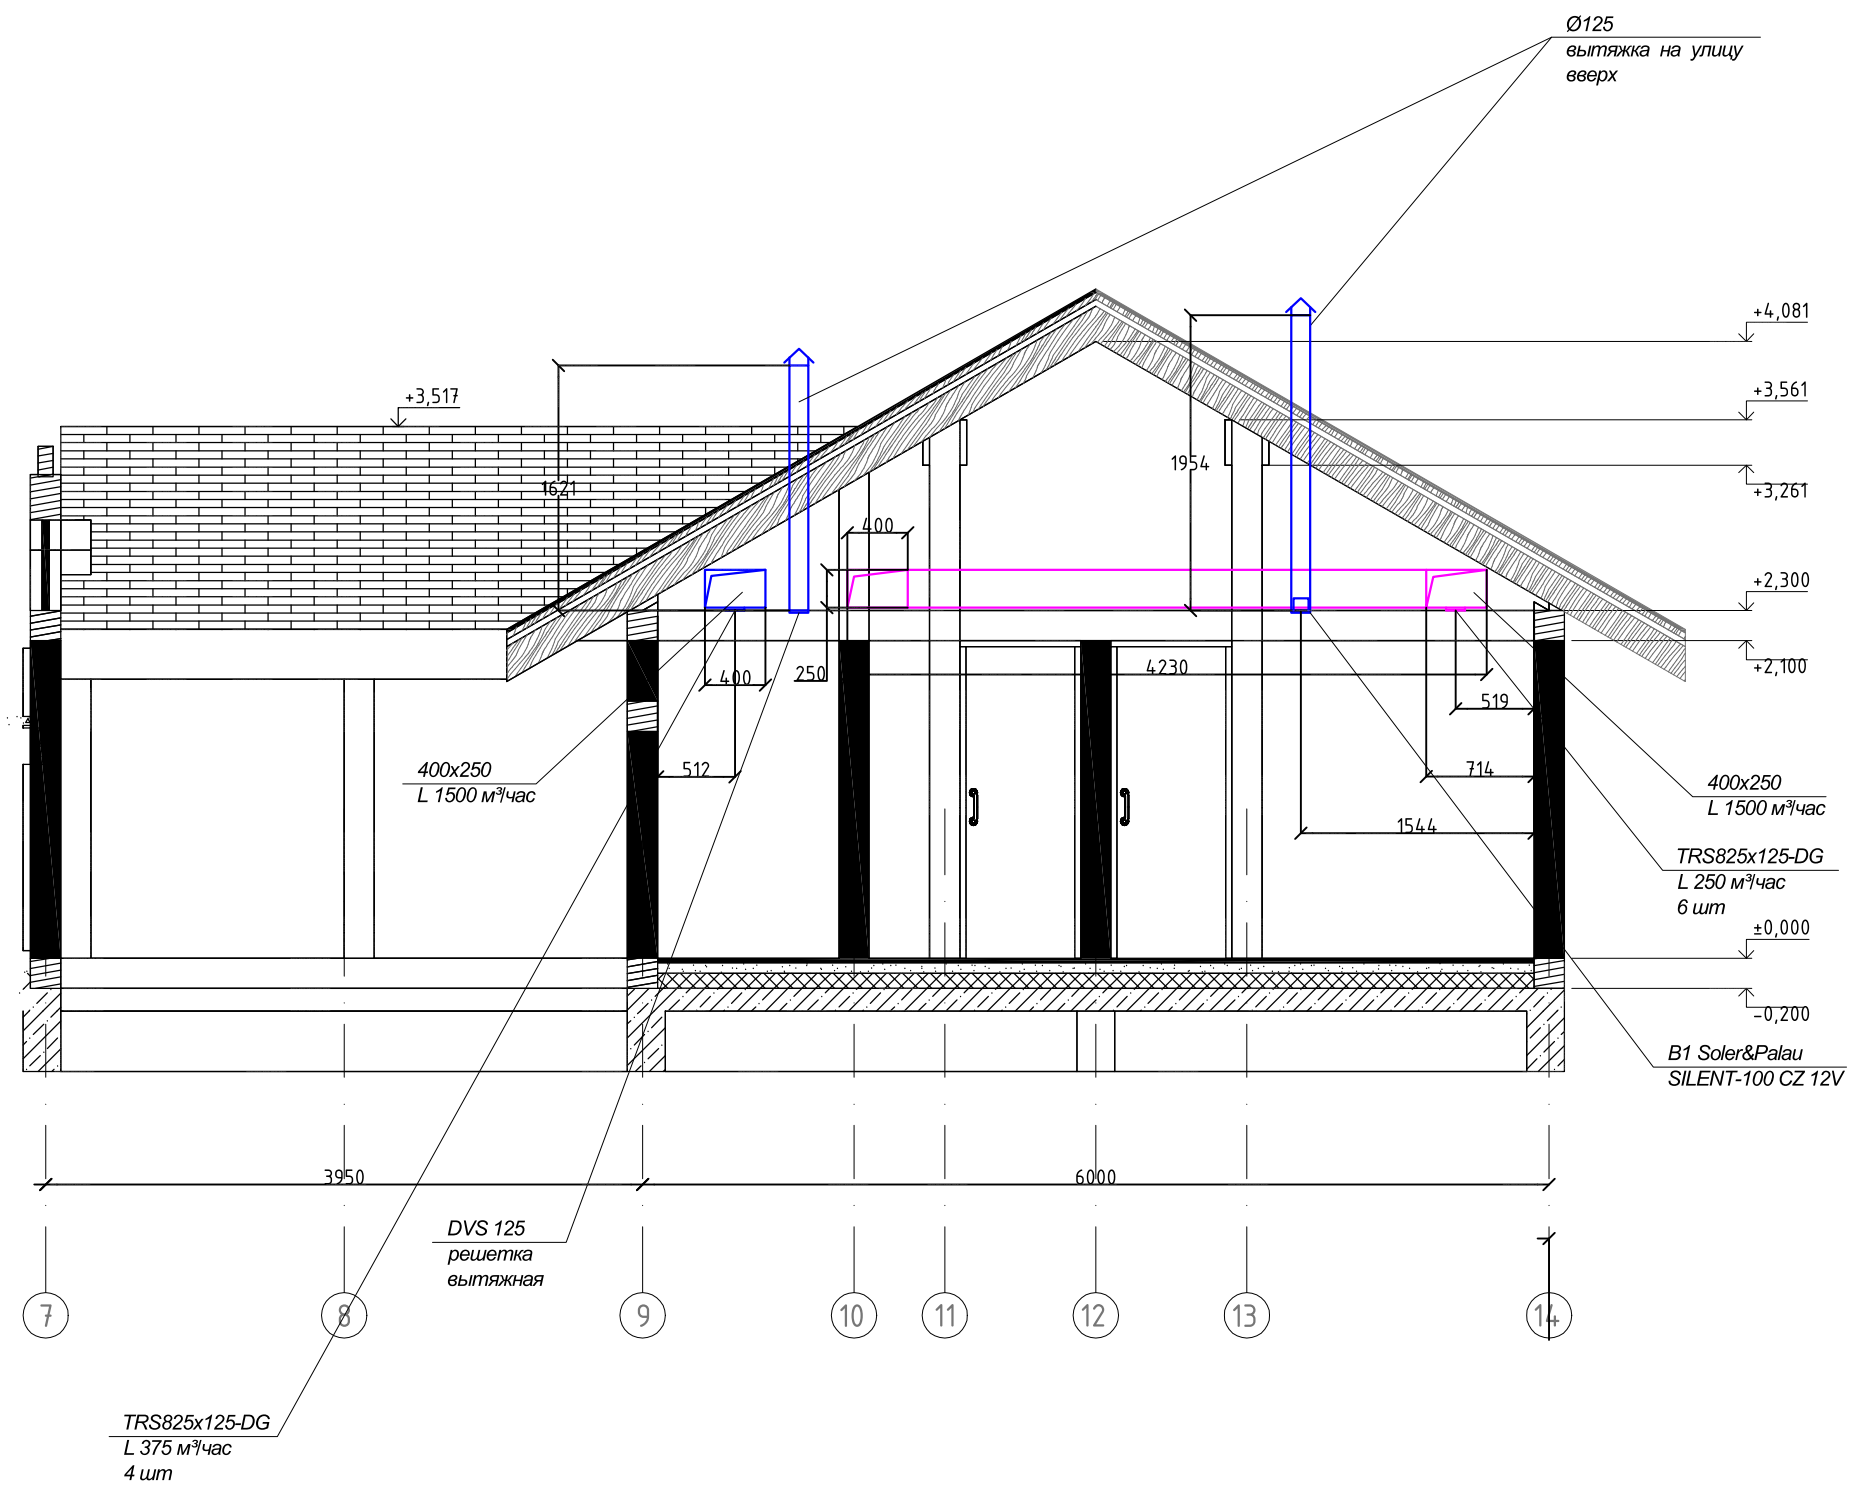 Ø125
вытяжка на улицу
вверх
+4,081
+3,561
+3,517
1954
+3,261
1621
400
+2,300
+2,100
4230
250
400
519
512
714
400x250
L 1500 м³/час
400x250
L 1500 м³/час
1544
TRS825x125-DG
L 250 м³/час
6 шт
±0,000
-0,200
B1 Soler&Palau
SILENT-100 CZ 12V
3950
6000
DVS 125
решетка
вытяжная
7
8
9
10
11
12
13
14
TRS825x125-DG
L 375 м³/час
4 шт